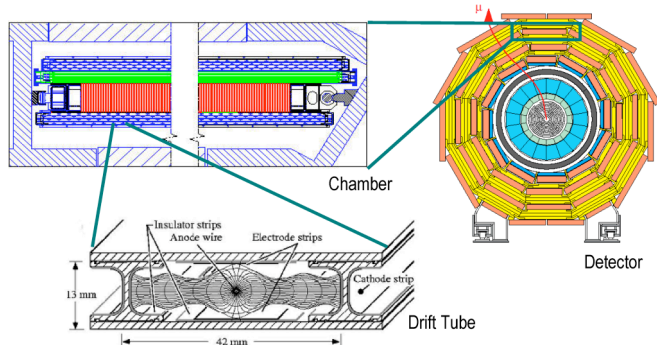 μ
Chamber
Detector
Insulator strips
Anode wire
Electrode strips
Cathode strip
13 mm
Drift Tube
42 mm